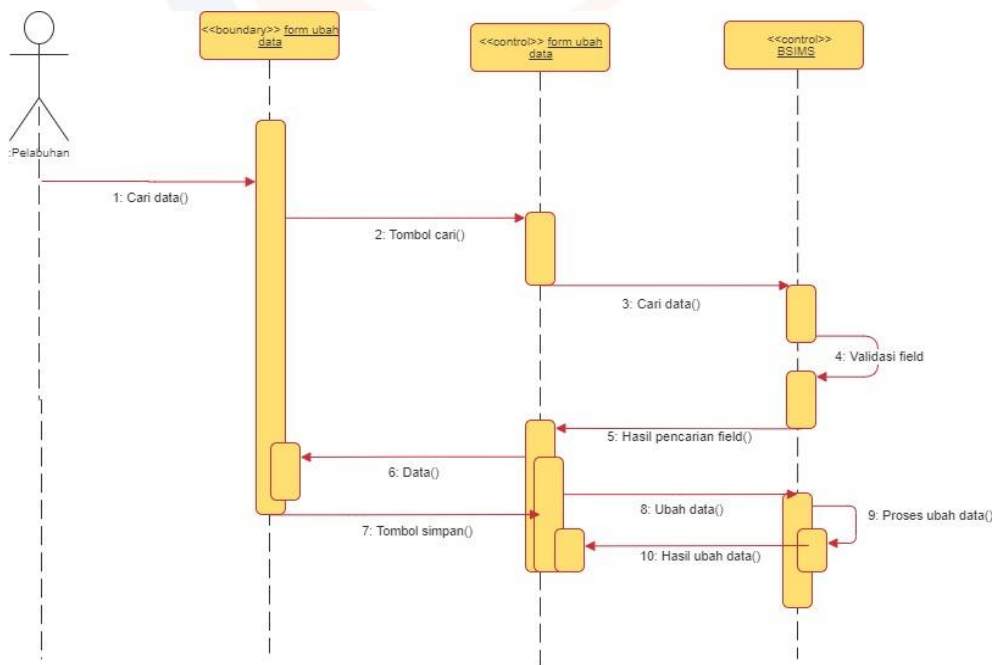 <<boundary>> form ubah
data
<<control>> form ubah
data
<<control>>
BSIMS
:Pelabuhan
1: Cari data()
2: Tombol cari()
3: Cari data()
4: Validasi field
5: Hasil pencarian field()
6: Data()
7: Tombol simpan()
8: Ubah data()
9: Proses ubah data()
10: Hasil ubah data()